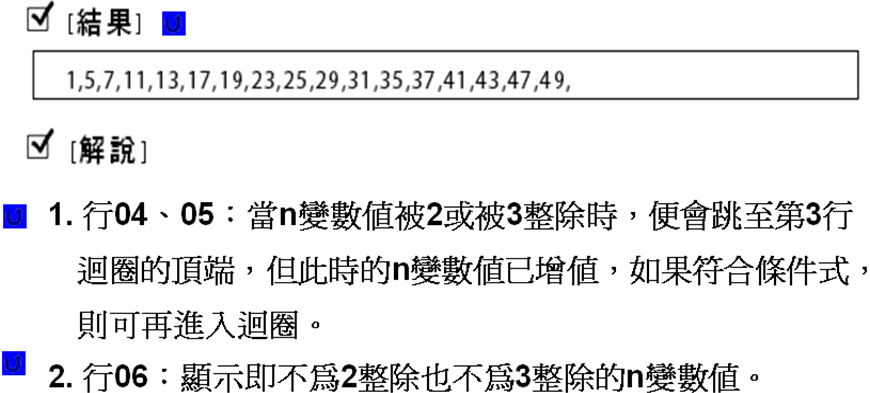 [結果]
1,5,7,11,13,17,19,23,25,29,31,35,37,41,43,47,49,
[解說]
1. 行04、05：當n變數值被2或被3整除時，便會跳至第3行
迴圈的頂端，但此時的n變數值已增值，如果符合條件式，
則可再進入迴圈。
2. 行06：顯示即不為2整除也不為3整除的n變數值。